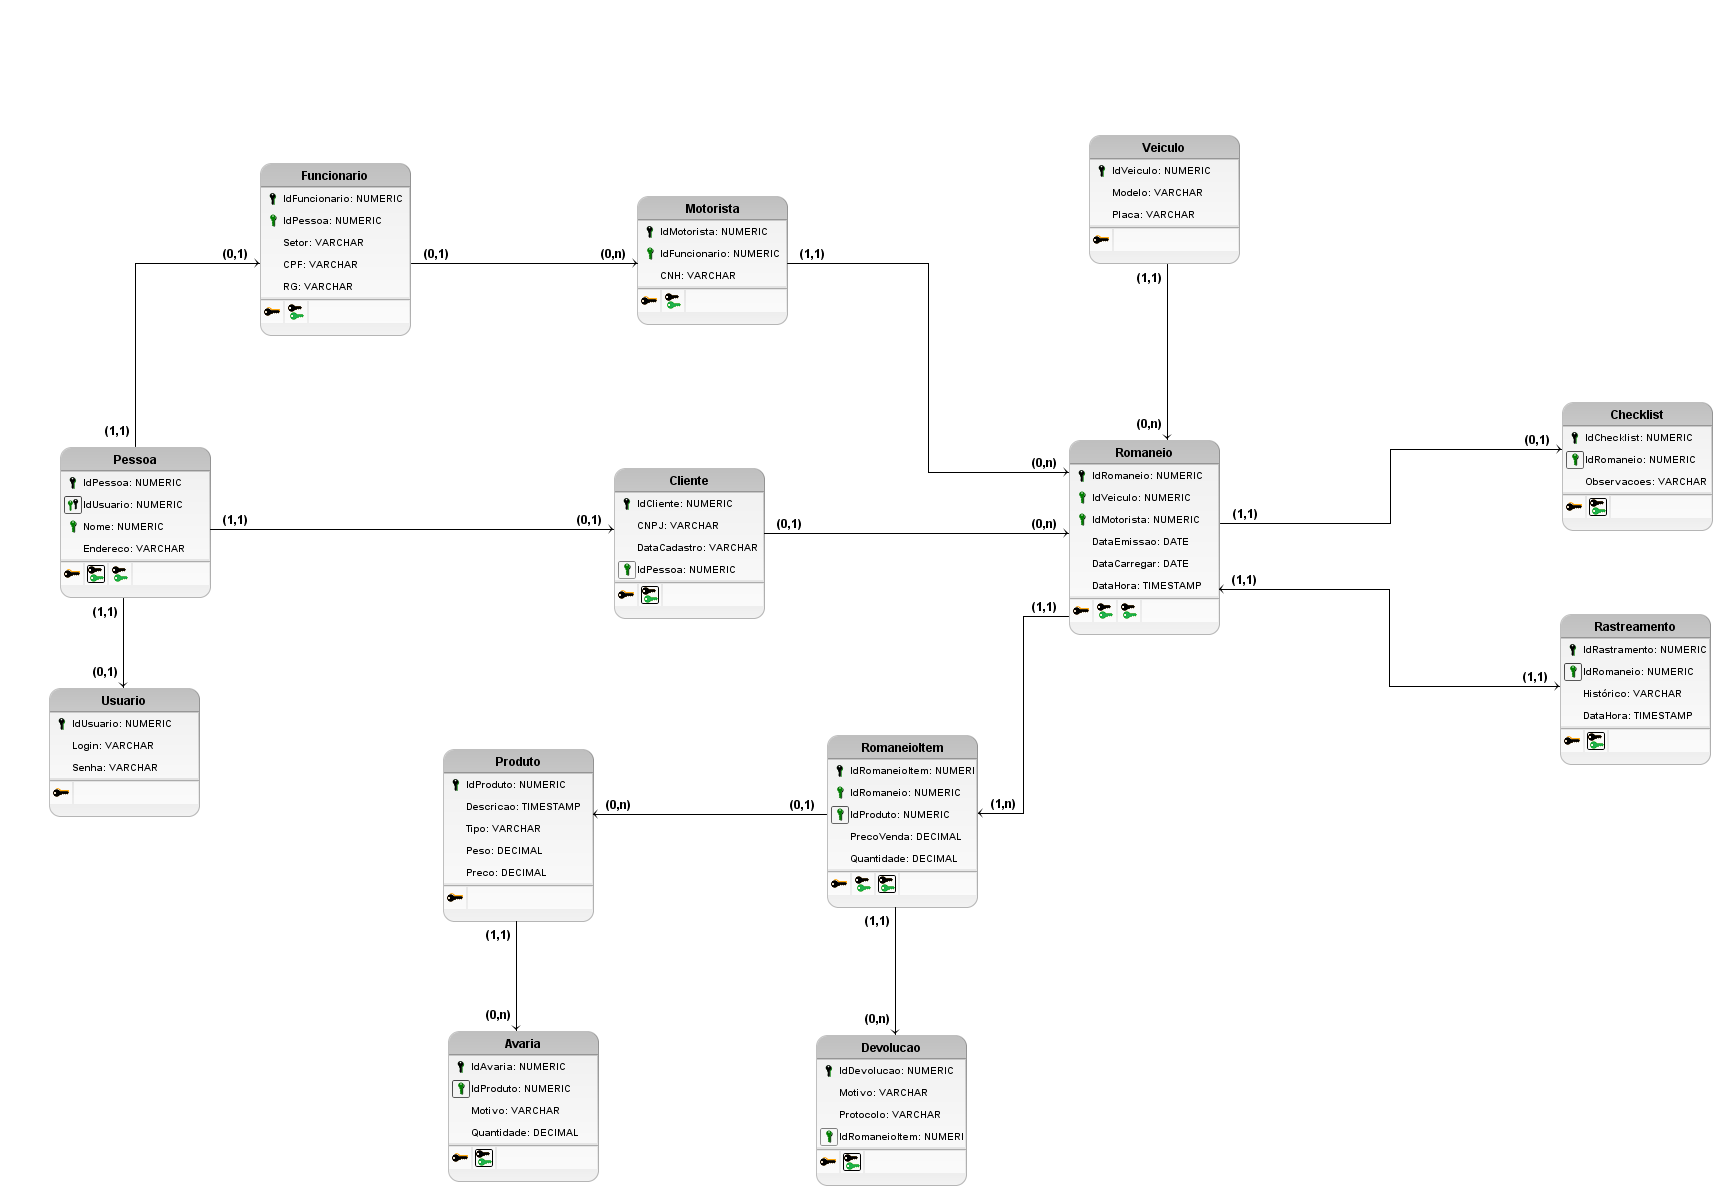 Veiculo
IdVeiculo: NUMERIC
Modelo: VARCHAR
Placa: VARCHAR
(1,1)
(0,n)
Funcionario
IdFuncionario: NUMERIC
IdPessoa: NUMERIC
Setor: VARCHAR
CPF: VARCHAR
RG: VARCHAR
(0,1)
(0,1)
(0,n)
Motorista
IdMotorista: NUMERIC
IdFuncionario: NUMERIC
CNH: VARCHAR
(1,1)
(0,n)
(1,1)
Pessoa
IdPessoa: NUMERIC
IdUsuario: NUMERIC
Nome: NUMERIC
Endereco: VARCHAR
(1,1)
(0,1)
(1,1)
(0,1)
Cliente
IdCliente: NUMERIC
CNPJ: VARCHAR
DataCadastro: VARCHAR
IdPessoa: NUMERIC
(0,1)
(0,n)
Romaneio
IdRomaneio: NUMERIC
IdVeiculo: NUMERIC
IdMotorista: NUMERIC
DataEmissao: DATE
DataCarregar: DATE
DataHora: TIMESTAMP
(1,1)
(0,1)
(1,1)
(1,1)
(1,1)
(1,n)
Checklist
IdChecklist: NUMERIC
IdRomaneio: NUMERIC
Observacoes: VARCHAR
Rastreamento
IdRastramento: NUMERIC
IdRomaneio: NUMERIC
Histórico: VARCHAR
DataHora: TIMESTAMP
Usuario
IdUsuario: NUMERIC
Login: VARCHAR
Senha: VARCHAR
Produto
IdProduto: NUMERIC
Descricao: TIMESTAMP
Tipo: VARCHAR
Peso: DECIMAL
Preco: DECIMAL
(0,n)
(0,1)
RomaneioItem
IdRomaneioItem: NUMERI
IdRomaneio: NUMERIC
IdProduto: NUMERIC
PrecoVenda: DECIMAL
Quantidade: DECIMAL
(1,1)
(0,n)
(1,1)
(0,n)
Avaria
IdAvaria: NUMERIC
IdProduto: NUMERIC
Motivo: VARCHAR
Quantidade: DECIMAL
Devolucao
IdDevolucao: NUMERIC
Motivo: VARCHAR
Protocolo: VARCHAR
IdRomaneioItem: NUMERI